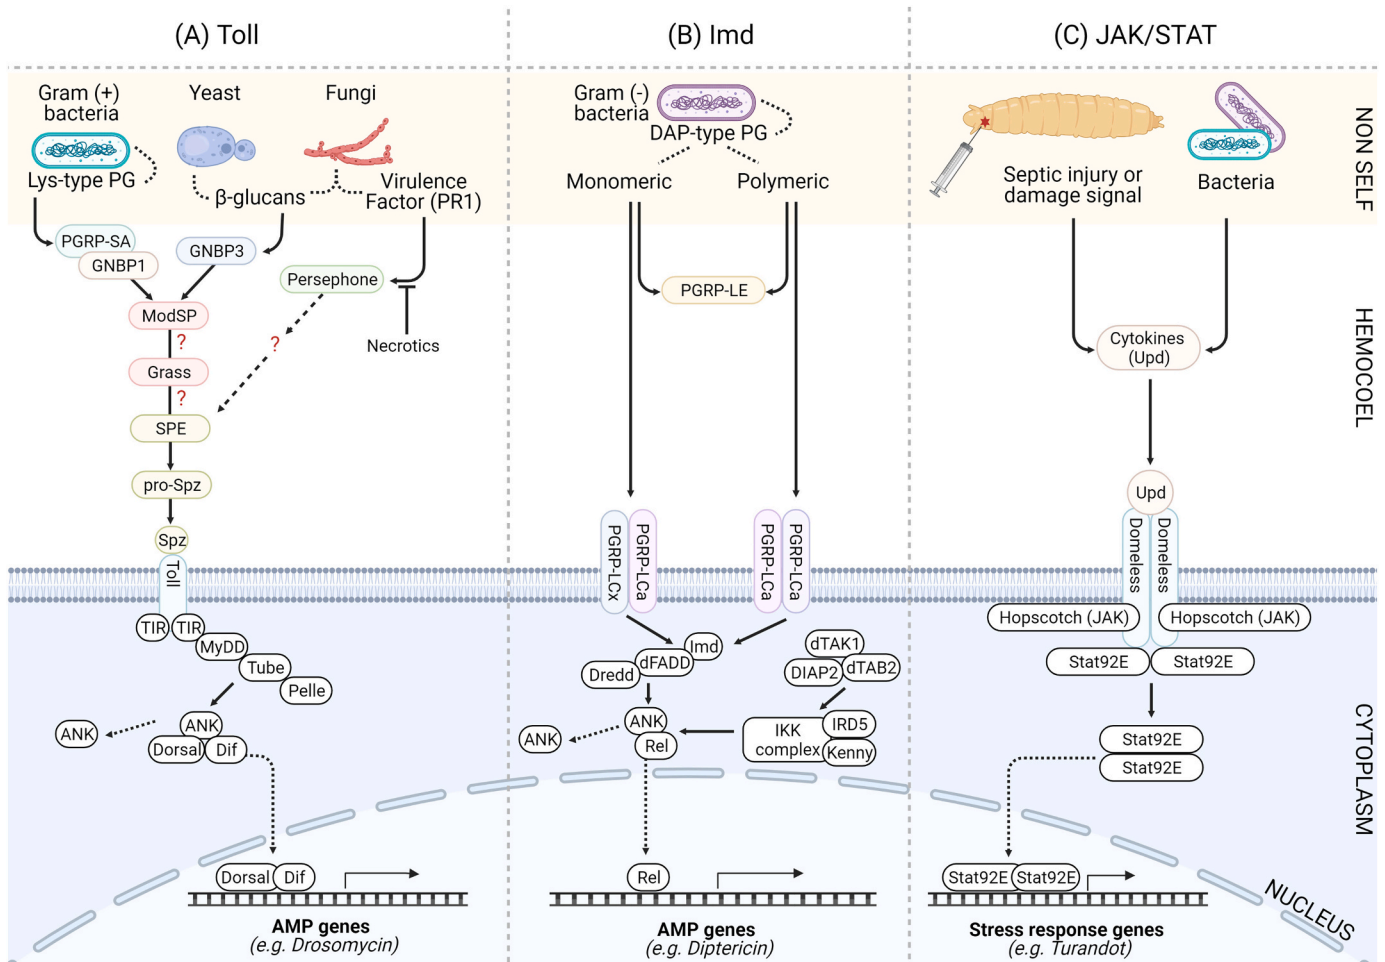 (A) Toll
Gram (+)
bacteria
Yeast
Fungi
Lys-type PG
β-glucans
Virulence
Factor (PR1)
PGRP-SA
GNBP1
GNBP3
Persephone
ModSP
?
?
Necrotics
Grass
?
SPE
pro-Spz
Spz
Toll
TIR
TIR
MyDD
Tube
Pelle
ANK
ANK
Dorsal
Dif
Dorsal
Dif
AMP genes
(e.g. Drosomycin)
(B) Imd
Gram (-)
bacteria
DAP-type PG
Monomeric
Polymeric
PGRP-LE
PGRP-LCx
PGRP-LCa
PGRP-LCa
PGRP-LCa
Imd
dFADD
Dredd
dTAK1
DIAP2
dTAB2
ANK
ANK
Rel
IKK
complex
IRD5
Kenny
Rel
AMP genes
(e.g. Diptericin)
(C) JAK/STAT
Septic injury or
damage signal
Bacteria
Cytokines
(Upd)
Upd
Domeless
Domeless
Hopscotch (JAK)
Hopscotch (JAK)
Stat92E
Stat92E
Stat92E
Stat92E
Stat92E
Stat92E
Stress response genes
(e.g. Turandot)
NON SELF
HEMOCOEL
CYTOPLASM
NUCLEUS